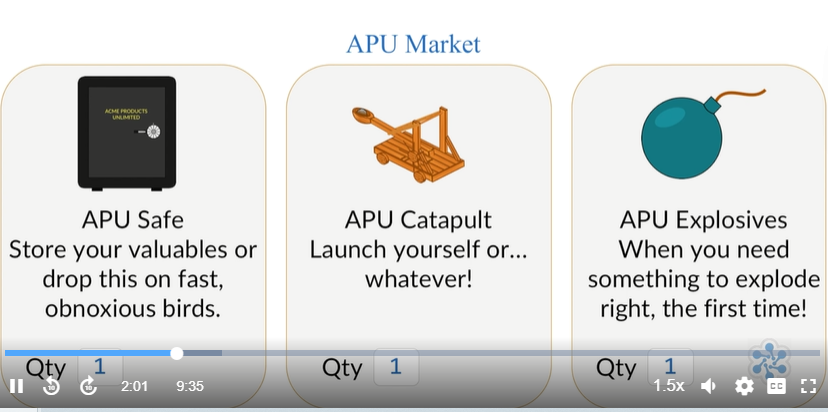 APU Market
ACME PRODUCTS
UNLIMITED
APU Safe
Store your valuables or
drop this on fast,
obnoxious birds.
Qty 1
APU Catapult
Launch yourself or...
whatever!
Qty 1
APU Explosives
When you need
something to explode
right, the first time!
Qty 1
10
10
2:01
9:35
1.5x
CC